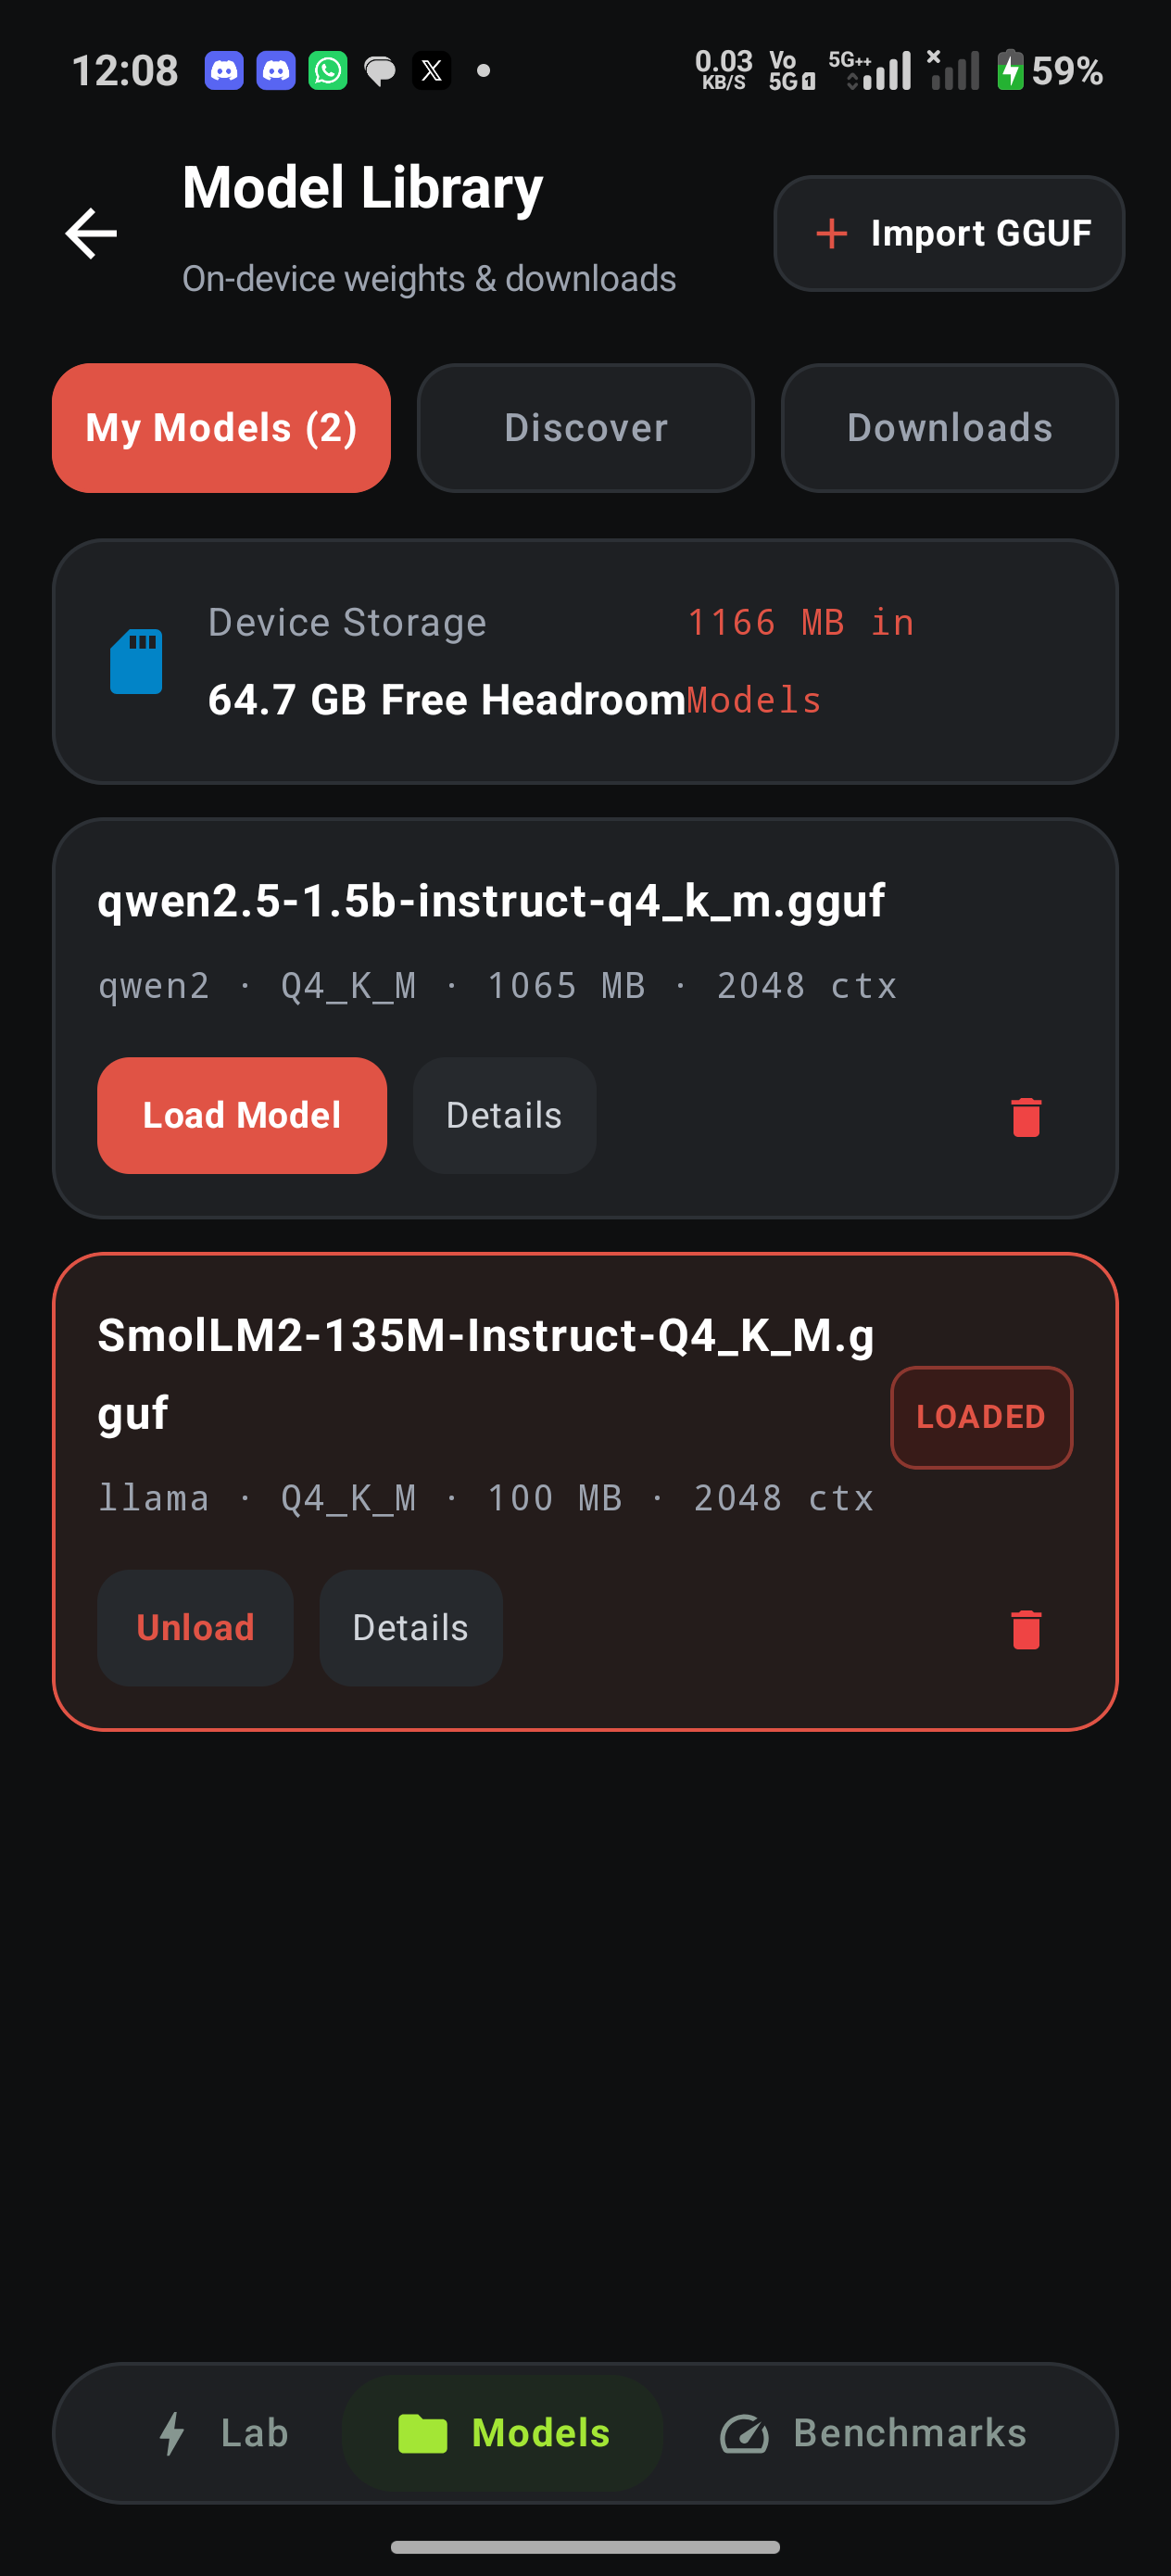 12:08
0.03 KB/S
Vo 5G 1
5G++
59%
Model Library
On-device weights & downloads
+ Import GGUF
My Models (2)
Discover
Downloads
Device Storage
64.7 GB Free Headroom
1166 MB in
Models
qwen2.5-1.5b-instruct-q4_k_m.gguf
qwen2 · Q4_K_M · 1065 MB · 2048 ctx
Load Model
Details
SmolLM2-135M-Instruct-Q4_K_M.g
guf
LOADED
llama · Q4_K_M · 100 MB · 2048 ctx
Unload
Details
Lab
Models
Benchmarks